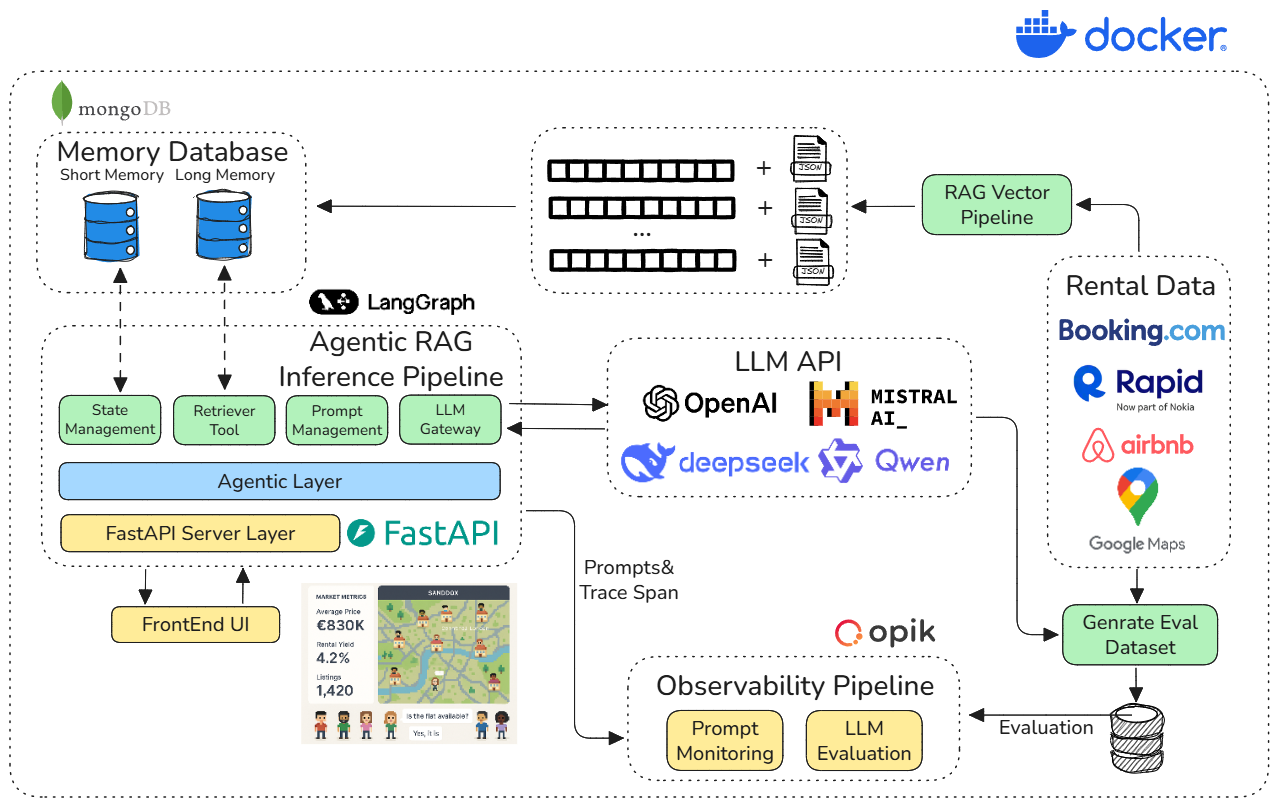 docker
mongoDB
Memory Database
Short Memory
Long Memory
+
JSON
+
JSON
...
+
JSON
RAG Vector
Pipeline
Rental Data
Booking.com
Rapid
Now part of Nokia
airbnb
Google Maps
LangGraph
Agentic RAG
Inference Pipeline
State
Management
Retriever
Tool
Prompt
Management
LLM
Gateway
Agentic Layer
FastAPI Server Layer
FastAPI
LLM API
OpenAI
MISTRAL
AI_
deepseek
Qwen
FrontEnd UI
MARKET METRICS
Average Price
€830K
Rental Yield
4.2%
Listings
1,420
SANDDOX
Is the flat available?
Yes, it is
Prompts&
Trace Span
opik
Observability Pipeline
Prompt
Monitoring
LLM
Evaluation
Genrate Eval
Dataset
Evaluation